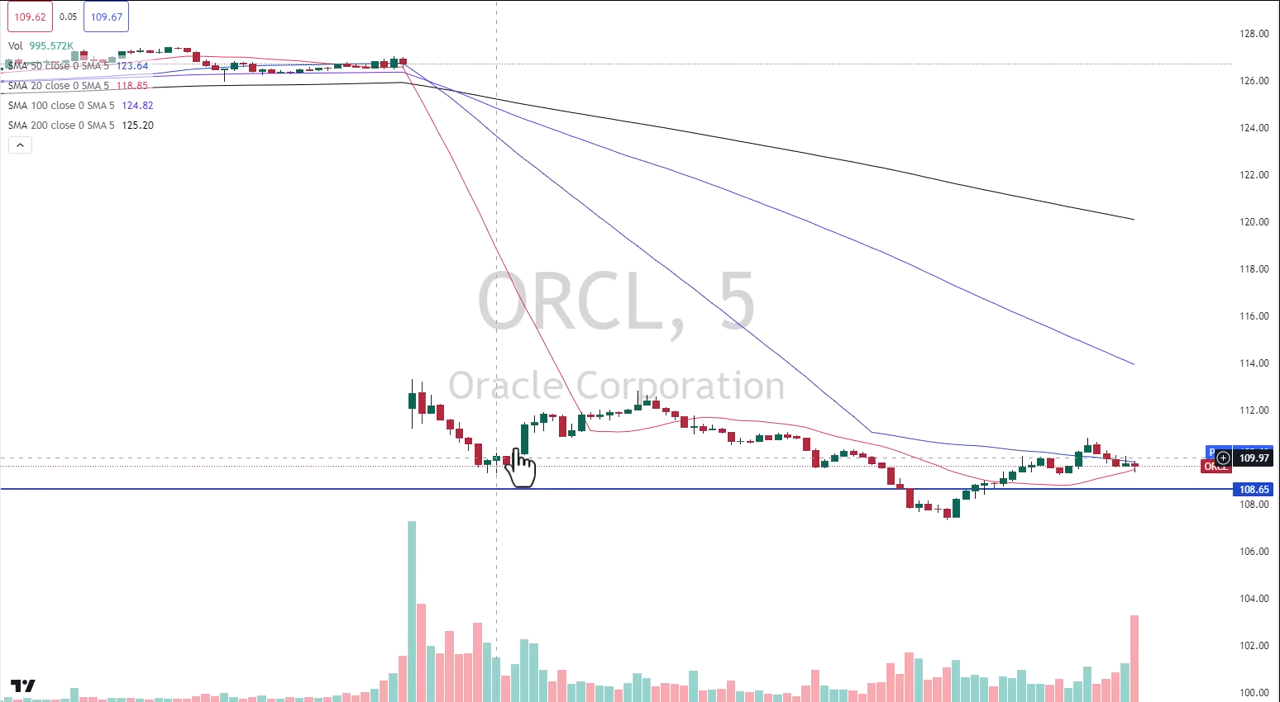 109.62 0.05 109.67
Vol 995.572K
SMA 50 close 0 SMA 5 123.64
SMA 20 close 0 SMA 5 118.85
SMA 100 close 0 SMA 5 124.82
SMA 200 close 0 SMA 5 125.20
ORCL, 5
Oracle Corporation
128.00
126.00
124.00
122.00
120.00
118.00
116.00
114.00
112.00
109.97
ORCL
108.65
108.00
106.00
104.00
102.00
100.00